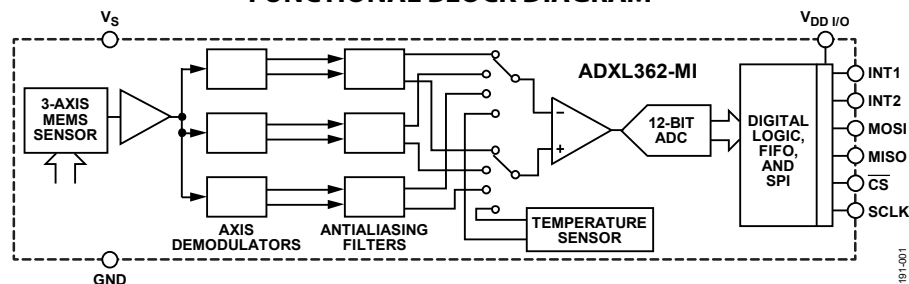 FUNCTIONAL BLOCK DIAGRAM
VS
VDD I/O
ADXL362-MI
INT1
3-AXIS
MEMS
SENSOR
12-BIT
ADC
DIGITAL
LOGIC,
FIFO,
AND
SPI
INT2
MOSI
MISO
CS
SCLK
AXIS
DEMODULATORS
ANTIALIASING
FILTERS
TEMPERATURE
SENSOR
GND
191-001